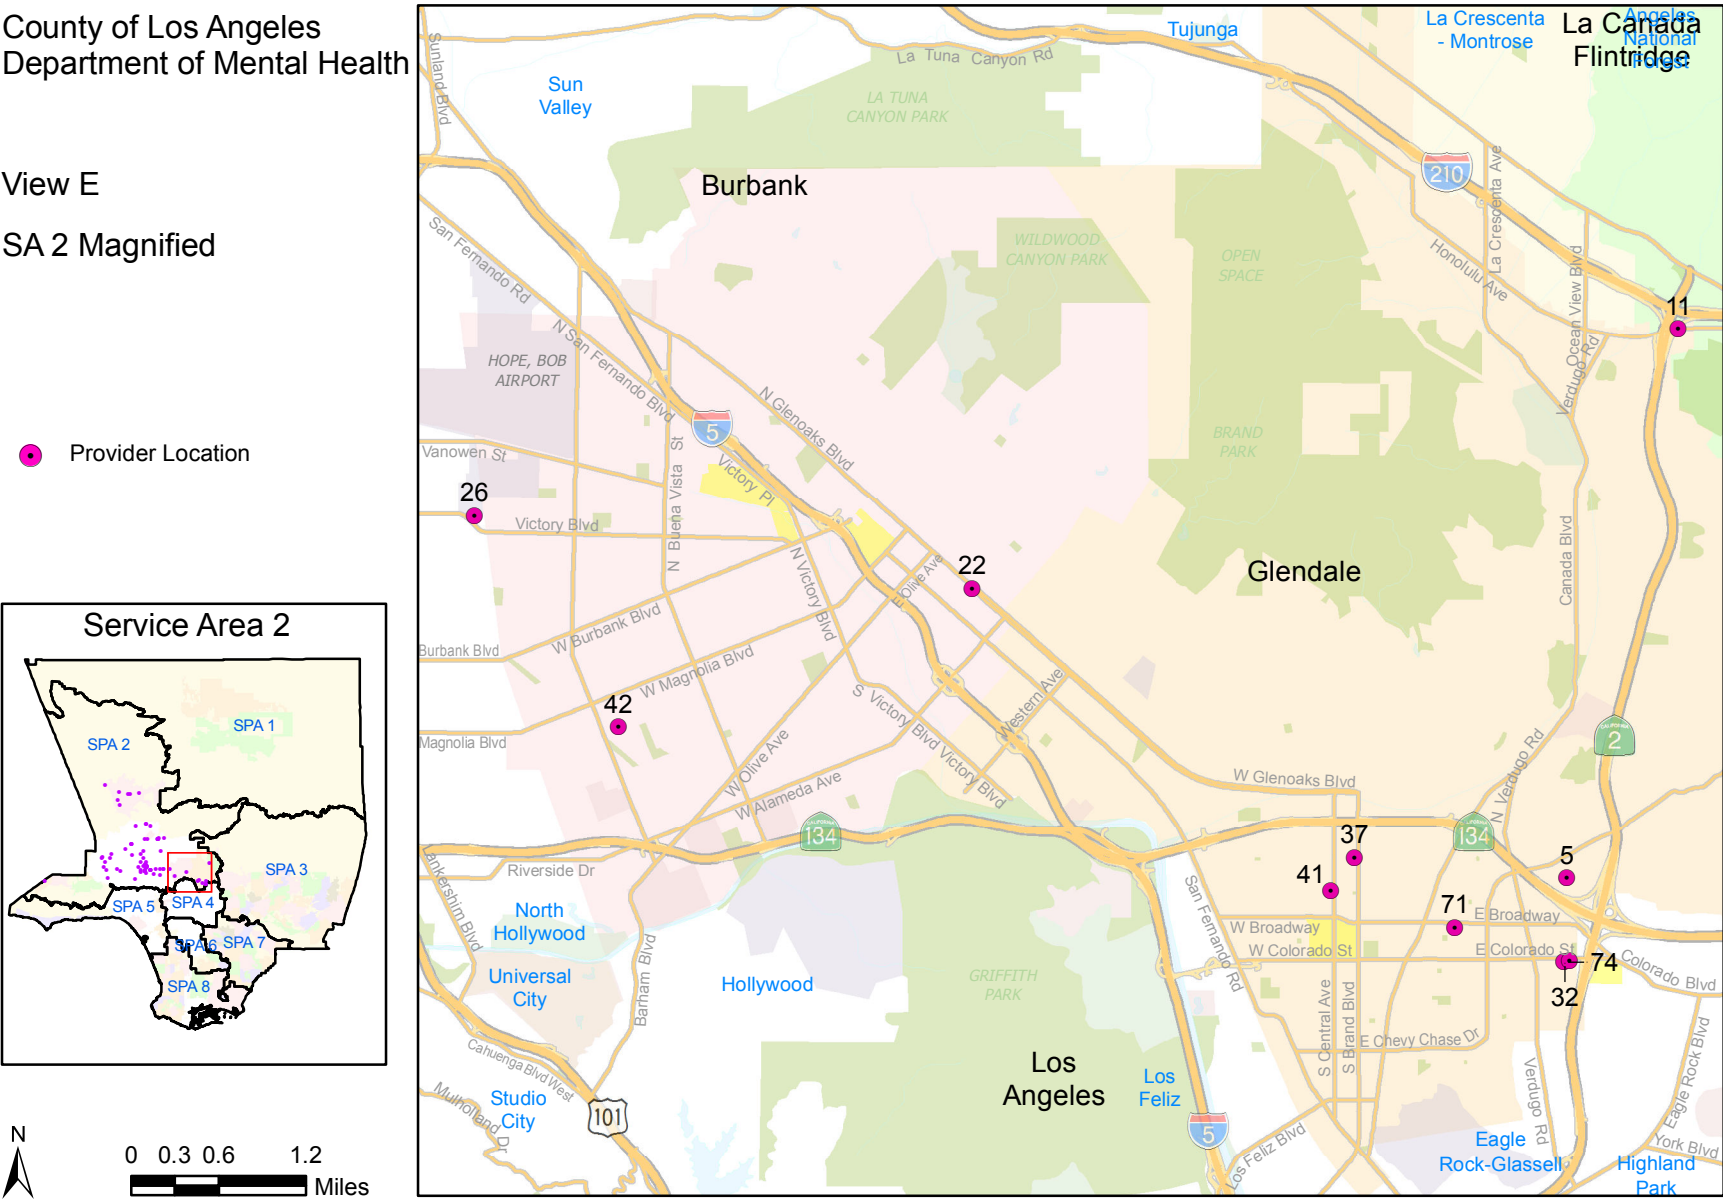 County of Los Angeles
Department of Mental Health
View E
SA 2 Magnified
Provider Location
Service Area 2
SPA 1
SPA 2
SPA 3
SPA 5
SPA 4
SPA 6
SPA 7
SPA 8
N
0 0.3 0.6 1.2
Miles
Tujunga
La Crescenta
- Montrose
La Canada
Flintridge
Angeles
National
Forest
Sunland Blvd
La Tuna Canyon Rd
Sun
Valley
LA TUNA
CANYON PARK
Burbank
210
La Crescenta Ave
San Fernando Rd
WILDWOOD
CANYON PARK
OPEN
SPACE
Honolulu Ave
Ocean View Blvd
Verdugo Rd
11
N San Fernando Blvd
HOPE, BOB
AIRPORT
N Glenoaks Blvd
5
BRAND
PARK
Vanowen St
Victory Pl
N Buena Vista St
26
Victory Blvd
22
Glendale
Canada Blvd
N Victory Blvd
E Olive Ave
W Burbank Blvd
Burbank Blvd
W Magnolia Blvd
42
S Victory Blvd
Victory Blvd
Western Ave
Magnolia Blvd
W Olive Ave
W Alameda Ave
2
N Verdugo Rd
W Glenoaks Blvd
134
134
37
5
41
71
Lankershim Blvd
Riverside Dr
San Fernando Rd
W Broadway
E Broadway
North
Hollywood
W Colorado St
E Colorado St
Colorado Blvd
74
32
Universal
City
Hollywood
Barham Blvd
GRIFFITH
PARK
S Central Ave
S Brand Blvd
E Chevy Chase Dr
Cahuenga Blvd West
Los
Angeles
Los
Feliz
Verdugo Rd
Eagle Rock Blvd
Mulholland Dr
Studio
City
101
5
Los Feliz Blvd
Eagle
Rock-Glassell
York Blvd
Highland
Park